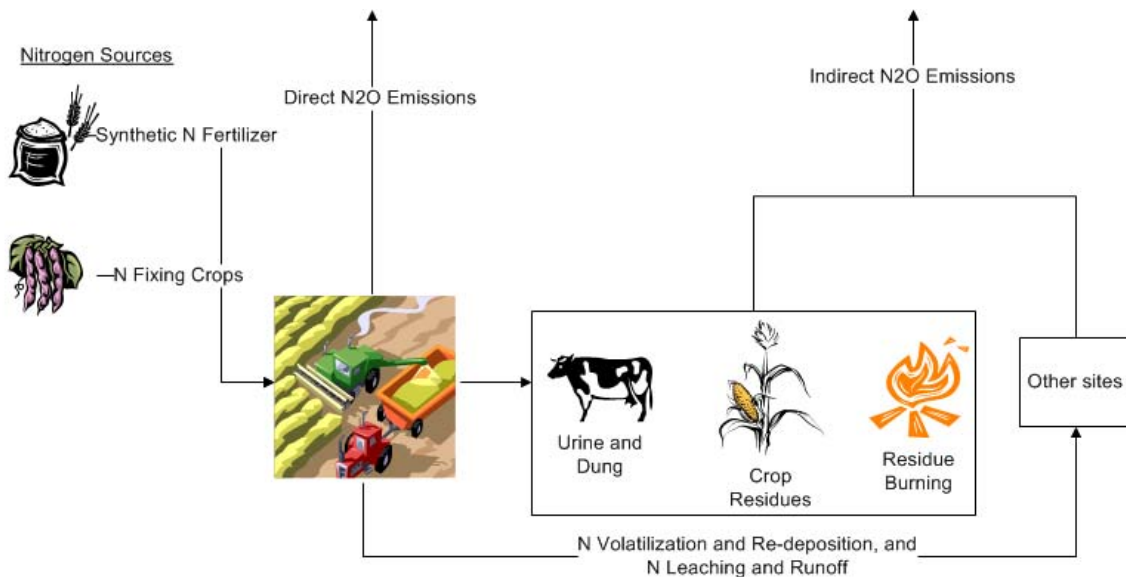 Nitrogen Sources
Synthetic N Fertilizer
N Fixing Crops
Direct N2O Emissions
Indirect N2O Emissions
Urine and
Dung
Crop
Residues
Residue
Burning
Other sites
N Volatilization and Re-deposition, and
N Leaching and Runoff